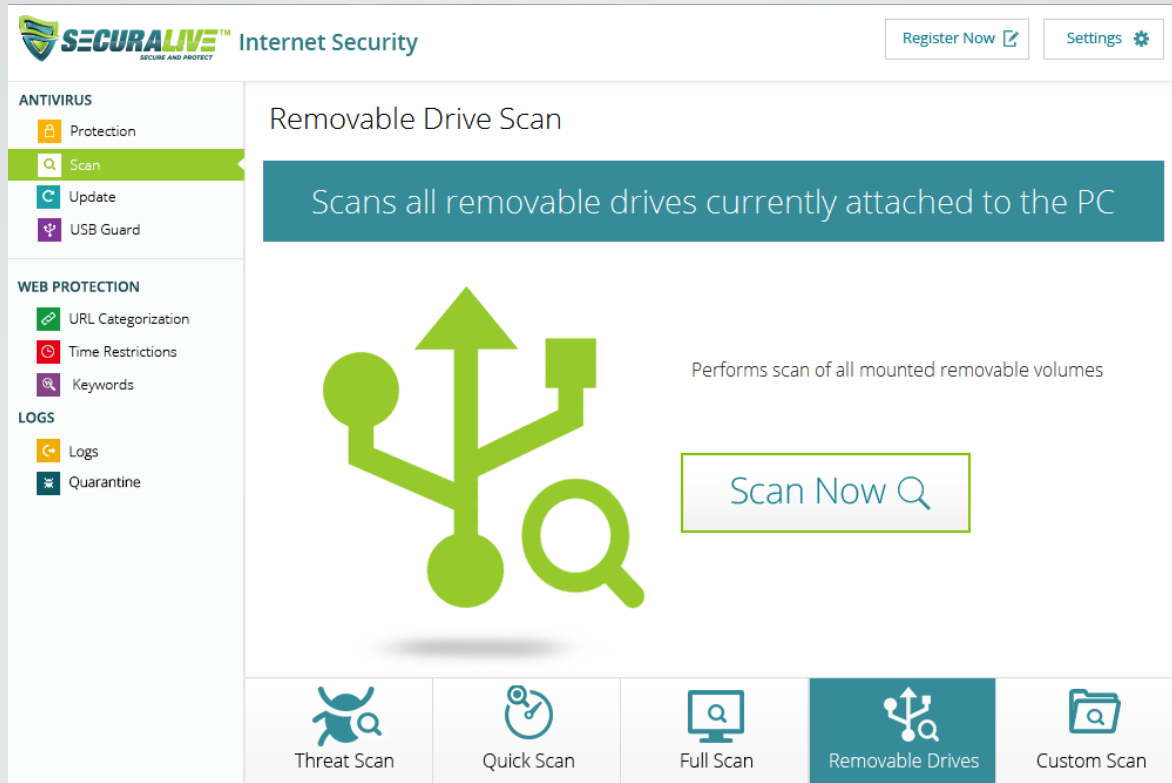 SECURALIVE™ Internet Security
SECURE AND PROTECT
Register Now
Settings
ANTIVIRUS
Protection
Scan
Update
USB Guard
WEB PROTECTION
URL Categorization
Time Restrictions
Keywords
LOGS
Logs
Quarantine
Removable Drive Scan
Scans all removable drives currently attached to the PC
Performs scan of all mounted removable volumes
Scan Now
Threat Scan
Quick Scan
Full Scan
Removable Drives
Custom Scan